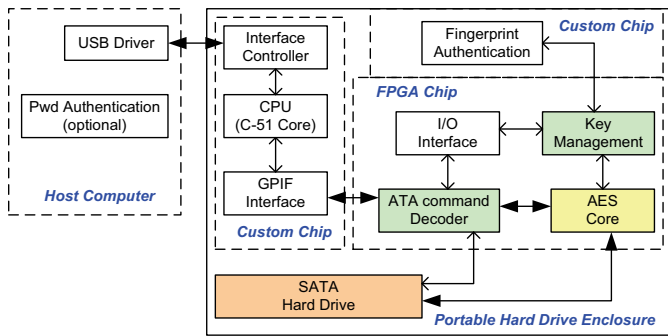 USB Driver
Pwd Authentication
(optional)
Host Computer
Interface
Controller
CPU
(C-51 Core)
GPIF
Interface
Custom Chip
Fingerprint
Authentication
Custom Chip
FPGA Chip
I/O
Interface
Key
Management
ATA command
Decoder
AES
Core
SATA
Hard Drive
Portable Hard Drive Enclosure